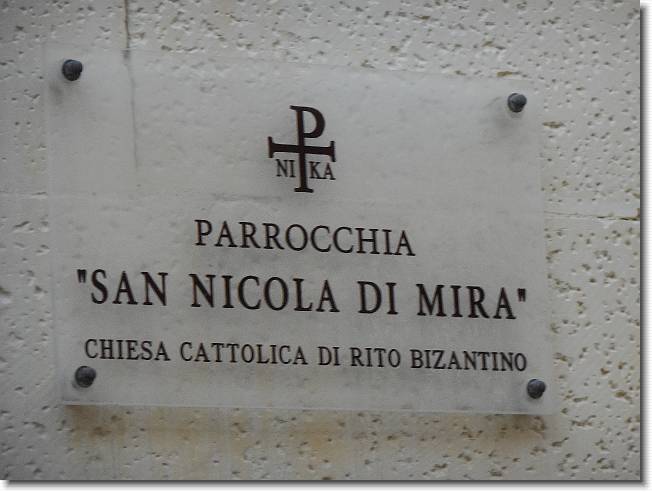 NI KA
PARROCCHIA
"SAN NICOLA DI MIRA"
CHIESA CATTOLICA DI RITO BIZANTINO